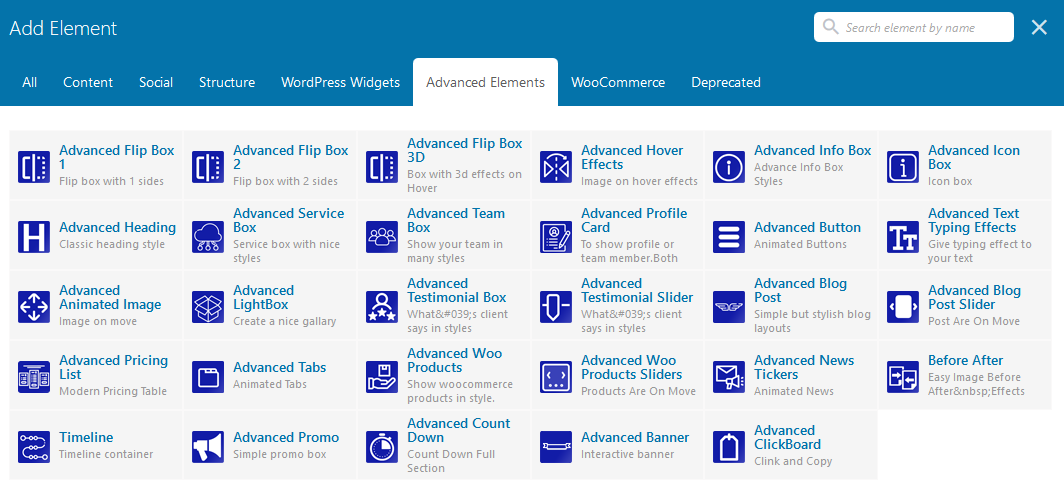 Add Element
Search element by name
All Content Social Structure WordPress Widgets Advanced Elements WooCommerce Deprecated
Advanced Flip Box
1
Flip box with 1 sides
Advanced Flip Box
2
Flip box with 2 sides
Advanced Flip Box
3D
Box with 3d effects on
Hover
Advanced Hover
Effects
Image on hover effects
Advanced Info Box
Advance Info Box
Styles
Advanced Icon
Box
Icon box
Advanced Heading
Classic heading style
Advanced Service
Box
Service box with nice
styles
Advanced Team
Box
Show your team in
many styles
Advanced Profile
Card
To show profile or
team member.Both
Advanced Button
Animated Buttons
Advanced Text
Typing Effects
Give typing effect to
your text
Advanced
Animated Image
Image on move
Advanced
LightBox
Create a nice gallary
Advanced
Testimonial Box
What&#039;s client
says in styles
Advanced
Testimonial Slider
What&#039;s client
says in styles
Advanced Blog
Post
Simple but stylish blog
layouts
Advanced Blog
Post Slider
Post Are On Move
Advanced Pricing
List
Modern Pricing Table
Advanced Tabs
Animated Tabs
Advanced Woo
Products
Show woocommerce
products in style.
Advanced Woo
Products Sliders
Products Are On Move
Advanced News
Tickers
Animated News
Before After
Easy Image Before
After&nbsp;Effects
Timeline
Timeline container
Advanced Promo
Simple promo box
Advanced Count
Down
Count Down Full
Section
Advanced Banner
Interactive banner
Advanced
ClickBoard
Clink and Copy